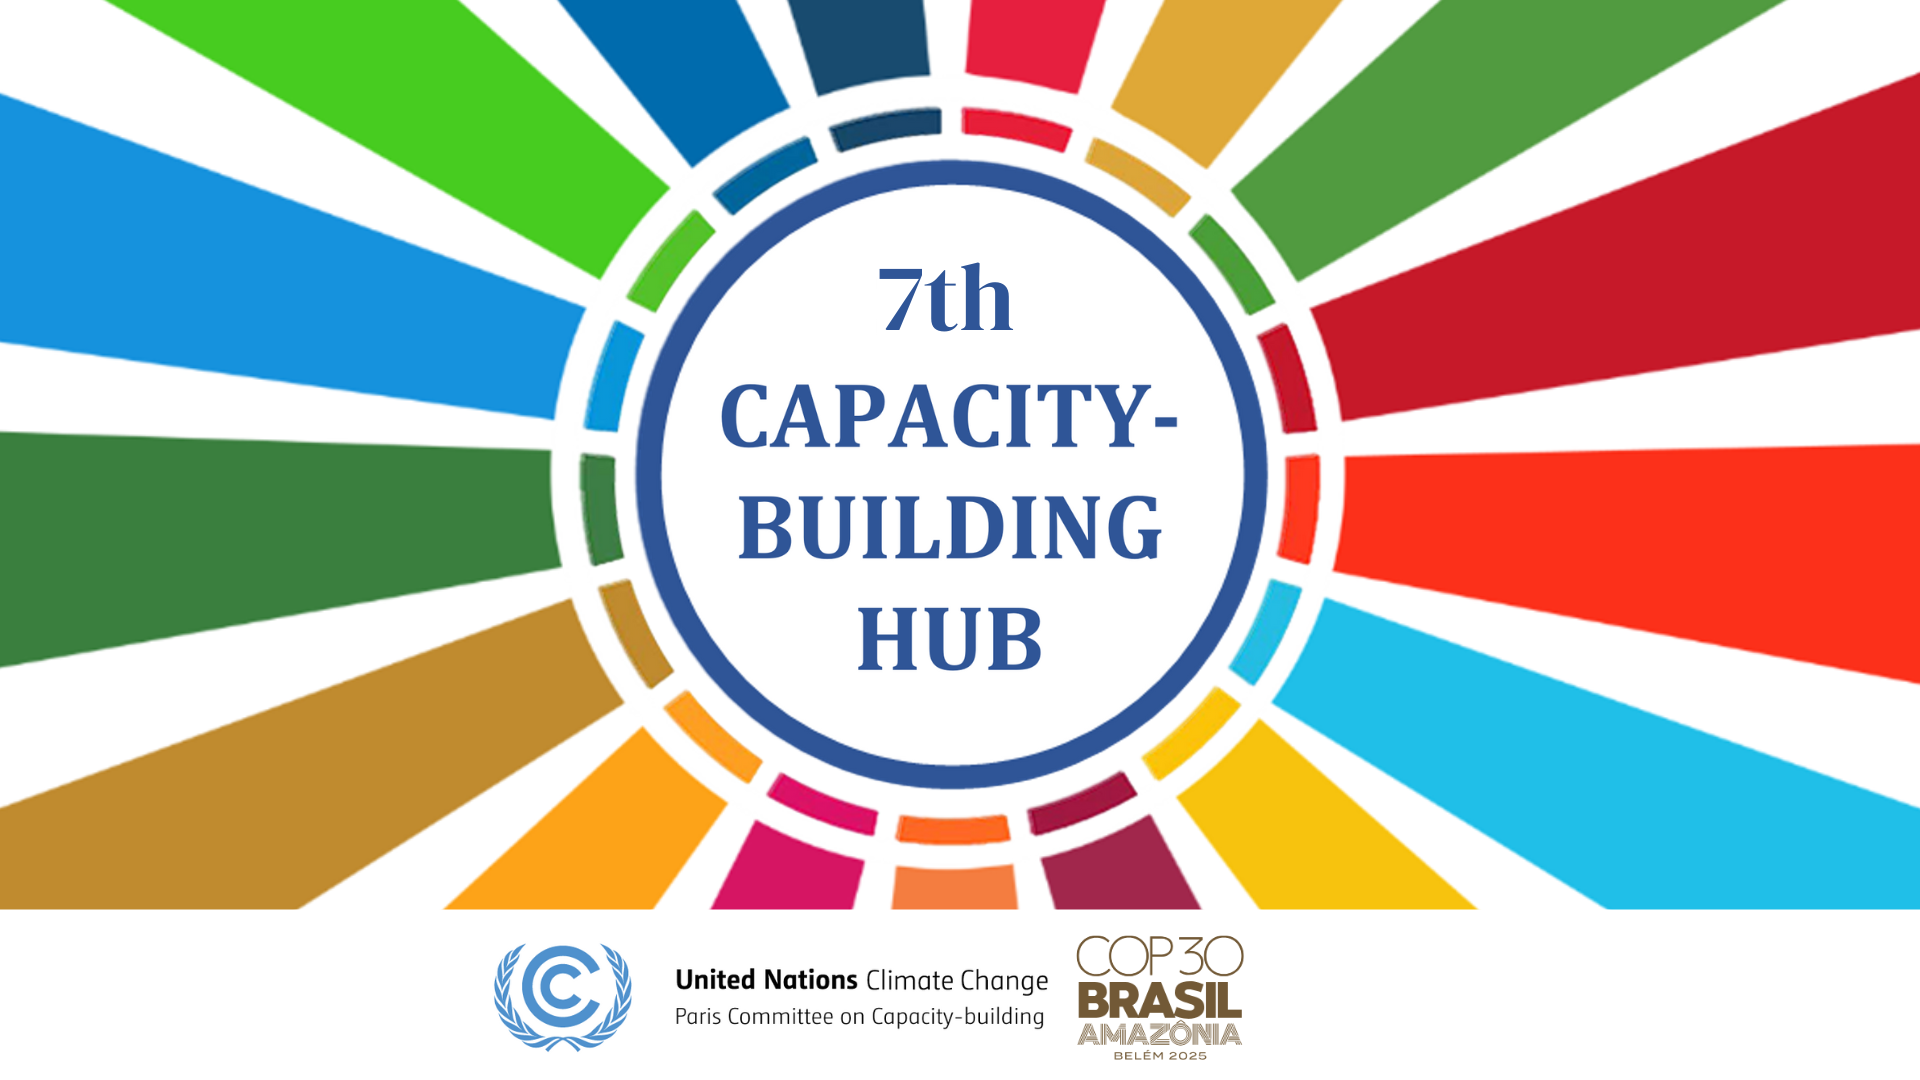 7th
CAPACITY-
BUILDING
HUB
United Nations Climate Change
Paris Committee on Capacity-building
COP30
BRASIL
AMAZÔNIA
BELÉM 2025